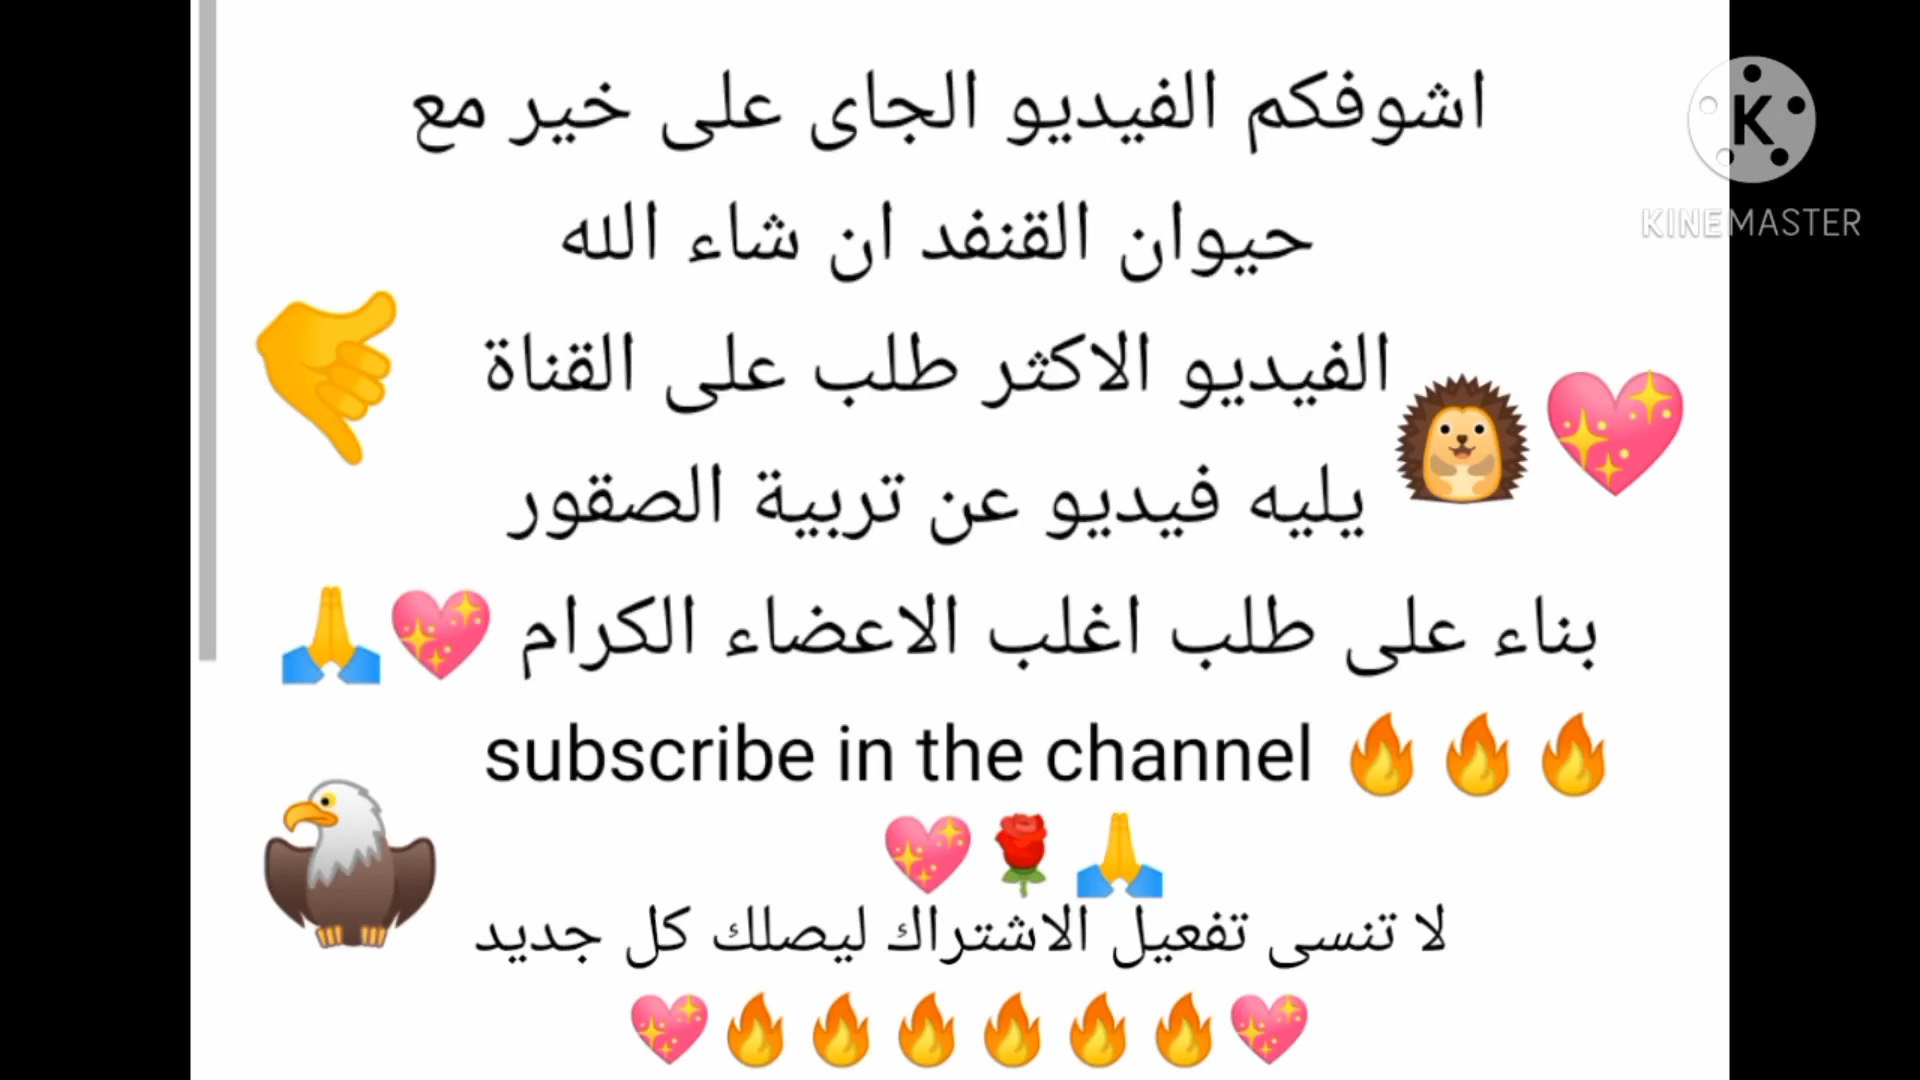 اشوفكم الفيديو الجاى على خير مع
حيوان القنفد ان شاء الله
الفيديو الاكثر طلب على القناة
يليه فيديو عن تربية الصقور
بناء على طلب اغلب الاعضاء الكرام
subscribe in the channel
لا تنسى تفعيل الاشتراك ليصلك كل جديد
K
KINEMASTER